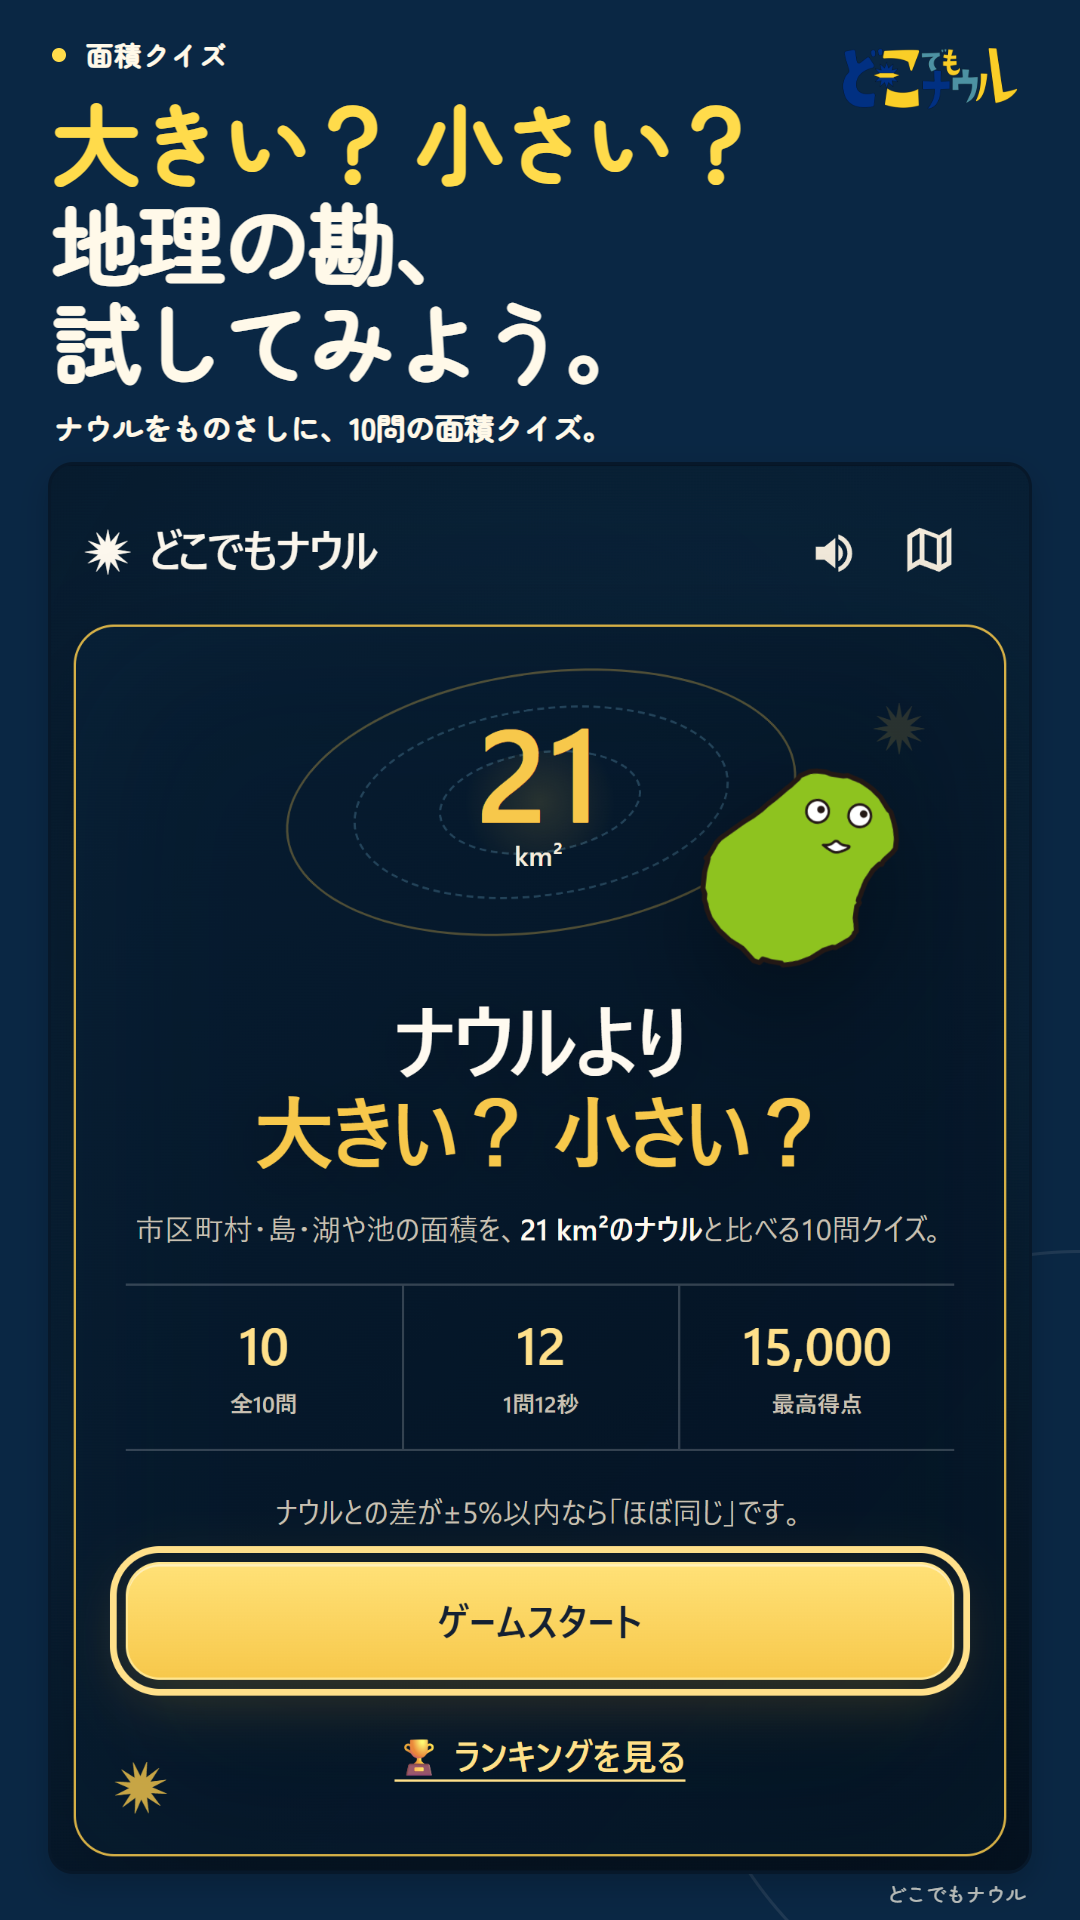 面積クイズ
どこでもナウル
大きい？ 小さい？
地理の勘、
試してみよう。
ナウルをものさしに、10問の面積クイズ。
どこでもナウル
21
km²
ナウルより
大きい？ 小さい？
市区町村・島・湖や池の面積を、21 km²のナウルと比べる10問クイズ。
10
全10問
12
1問12秒
15,000
最高得点
ナウルとの差が±5%以内なら「ほぼ同じ」です。
ゲームスタート
ランキングを見る
どこでもナウル